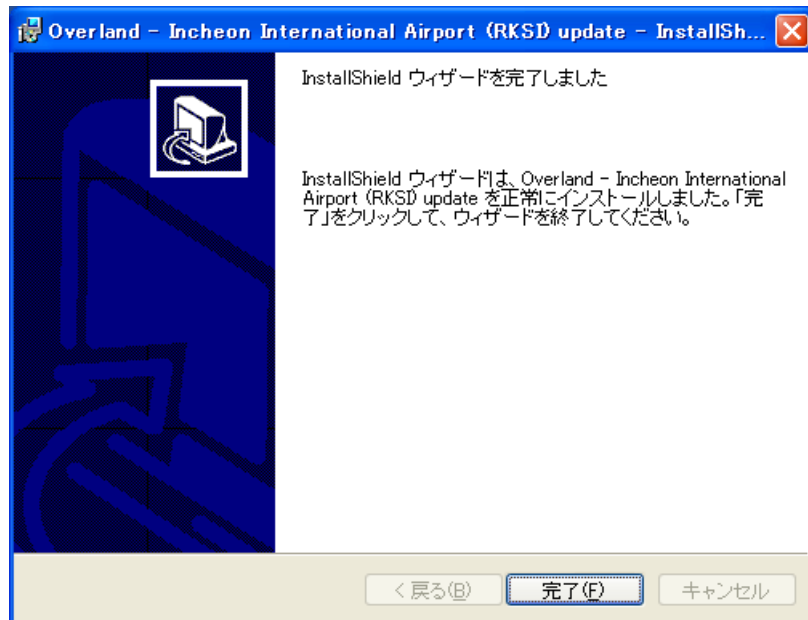 Overland - Incheon International Airport (RKSI) update - InstallSh...
InstallShield ウィザードを完了しました
InstallShield ウィザードは、Overland - Incheon International
Airport (RKSI) update を正常にインストールしました。「完
了」をクリックして、ウィザードを終了してください。
< 戻る(B)
完了(F)
キャンセル